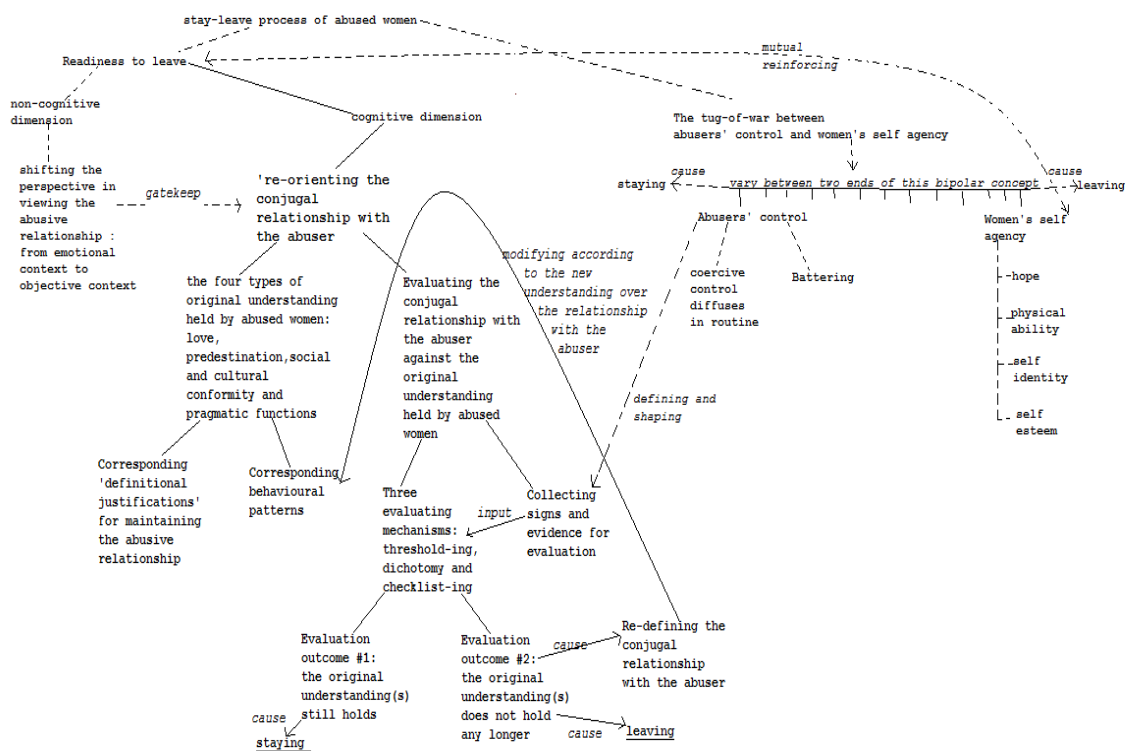 stay-leave process of abused women
Readiness to leave
mutual
reinforcing
non-cognitive
dimension
cognitive dimension
The tug-of-war between
abusers' control and women's self agency
shifting the
perspective in
viewing the
abusive
relationship :
from emotional
context to
objective context
gatekeep
're-orienting the
conjugal
relationship with
the abuser
staying
cause
vary between two ends of this bipolar concept
cause
leaving
Abusers' control
Women's self
agency
coercive
control
diffuses
in routine
Battering
-hope
physical
ability
self
identity
self
esteem
modifying according
to the new
understanding over
the relationship
with the
abuser
the four types of
original understanding
held by abused women:
love,
predestination,social
and cultural
conformity and
pragmatic functions
Evaluating the
conjugal
relationship with
the abuser
against the
original
understanding
held by abused
women
defining and
shaping
Corresponding
'definitional
justifications'
for maintaining
the abusive
relationship
Corresponding
behavioural
patterns
Three
evaluating
mechanisms:
threshold-ing,
dichotomy and
checklist-ing
input
Collecting
signs and
evidence for
evaluation
Evaluation
outcome #1:
the original
understanding(s)
still holds
Evaluation
outcome #2:
the original
understanding(s)
does not hold
any longer
cause
Re-defining the
conjugal
relationship
with the abuser
cause
staying
cause
leaving